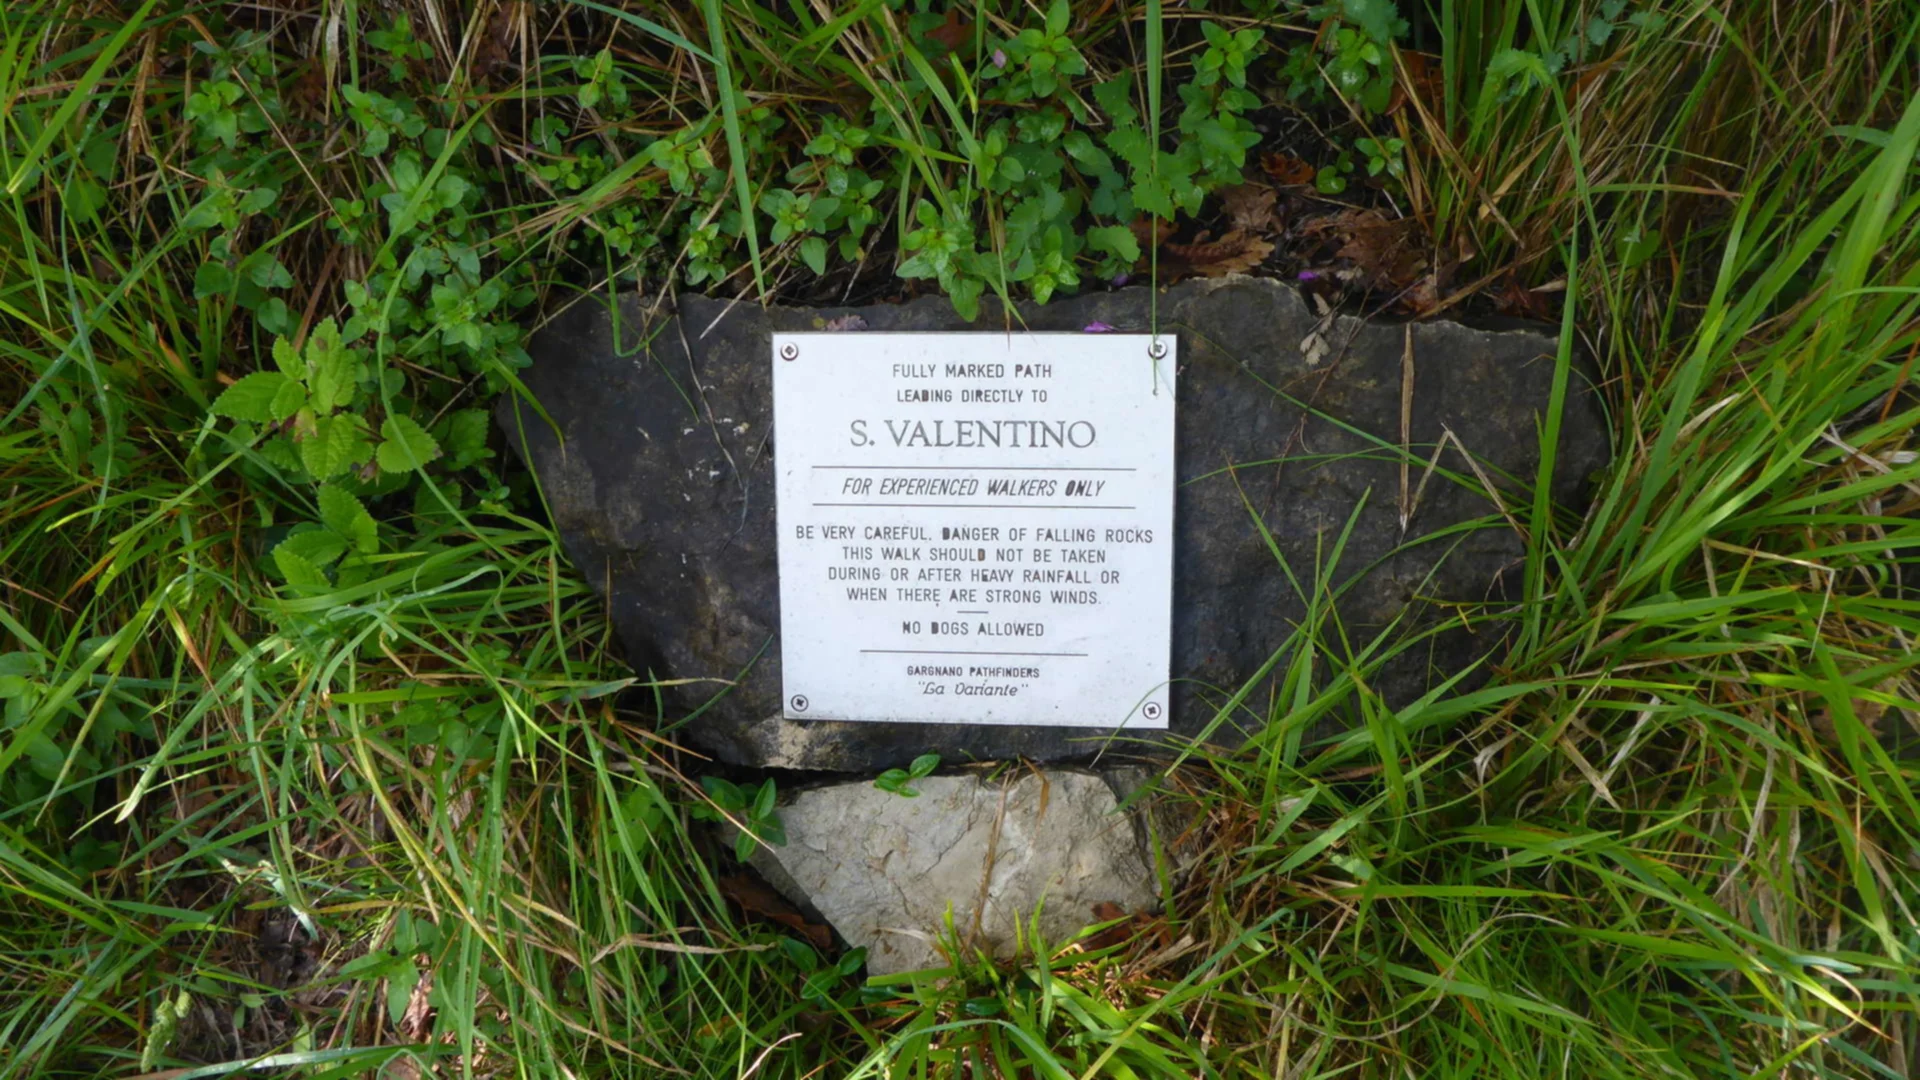 FULLY MARKED PATH
LEADING DIRECTLY TO
S. VALENTINO
FOR EXPERIENCED WALKERS ONLY
BE VERY CAREFUL. DANGER OF FALLING ROCKS
THIS WALK SHOULD NOT BE TAKEN
DURING OR AFTER HEAVY RAINFALL OR
WHEN THERE ARE STRONG WINDS.
NO DOGS ALLOWED
GARGNANO PATHFINDERS
"La Variante"